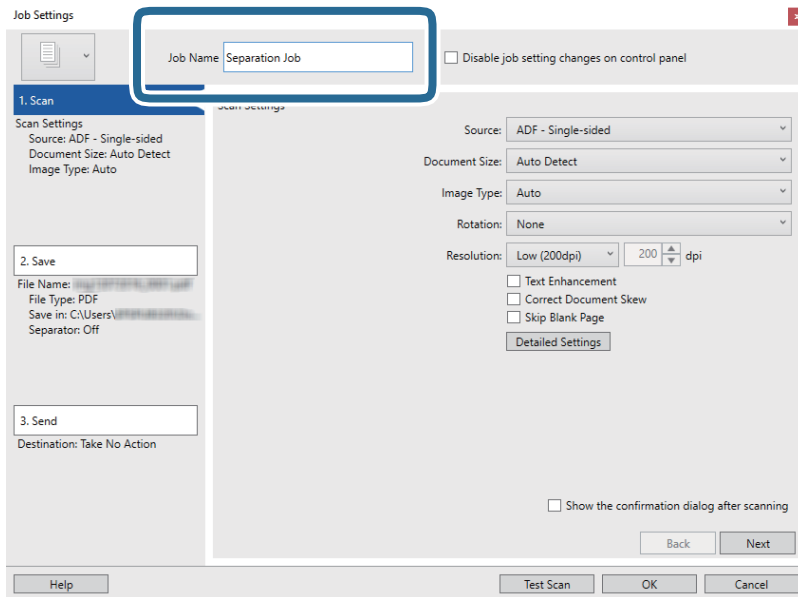 Job Settings
Job Name Separation Job
Disable job setting changes on control panel
1. Scan
Scan Settings
Source: ADF - Single-sided
Document Size: Auto Detect
Image Type: Auto
2. Save
File Name:
File Type: PDF
Save in: C:\Users\
Separator: Off
3. Send
Destination: Take No Action
Scan Settings
Source: ADF - Single-sided
Document Size: Auto Detect
Image Type: Auto
Rotation: None
Resolution: Low (200dpi) 200 dpi
Text Enhancement
Correct Document Skew
Skip Blank Page
Detailed Settings
Show the confirmation dialog after scanning
Back Next
Help Test Scan OK Cancel